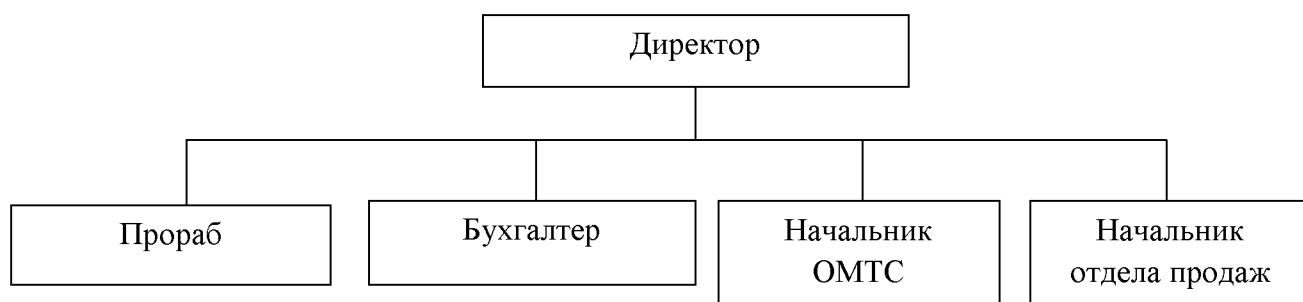 Директор
Прораб
Бухгалтер
Начальник
ОМТС
Начальник
отдела продаж